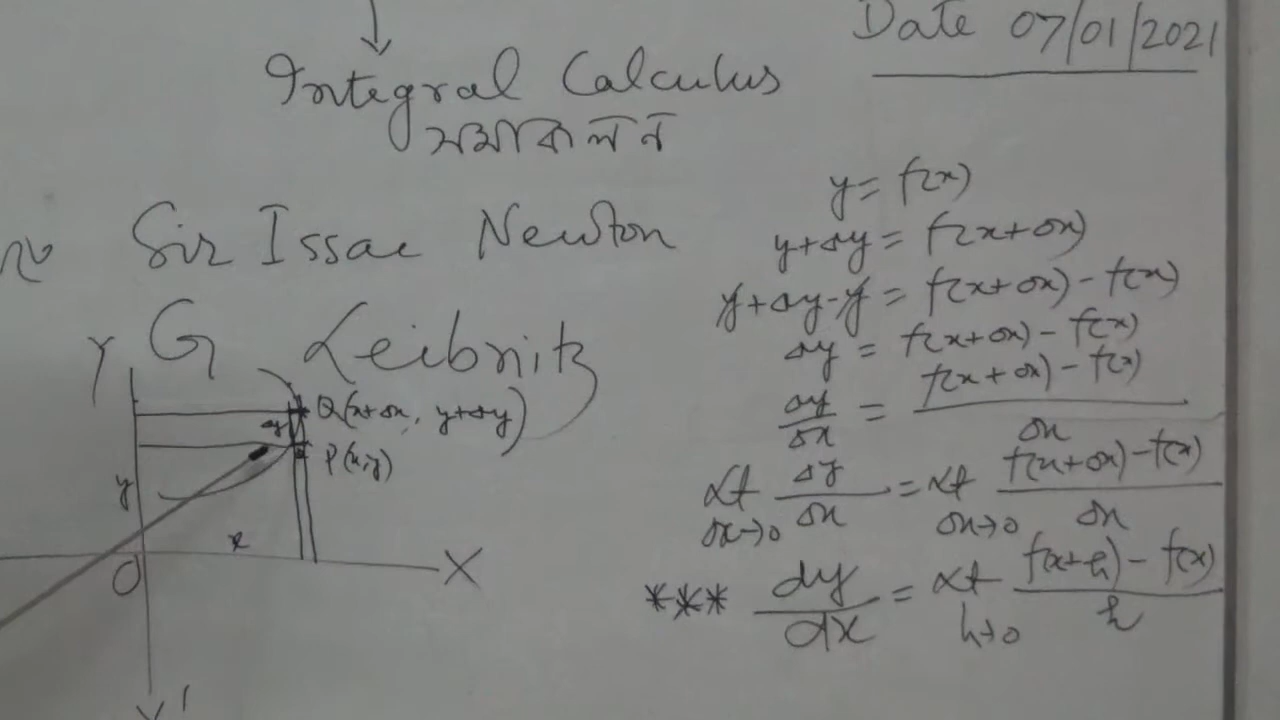 Date 07/01/2021
Integral Calculus
সমাকলন
Sir Issac Newton
G Leibnitz
y = f(x)
y+δy = f(x+δx)
y+δy-y = f(x+δx) - f(x)
δy = f(x+δx) - f(x)
δy/δx = f(x+δx) - f(x) / δx
Lt δx→0 δy/δx = Lt δx→0 f(x+δx) - f(x) / δx
*** dy/dx = Lt h→0 f(x+h) - f(x) / h
Y
Q(x+δx, y+δy)
δy
P(x,y)
y
x
O
X
Y'